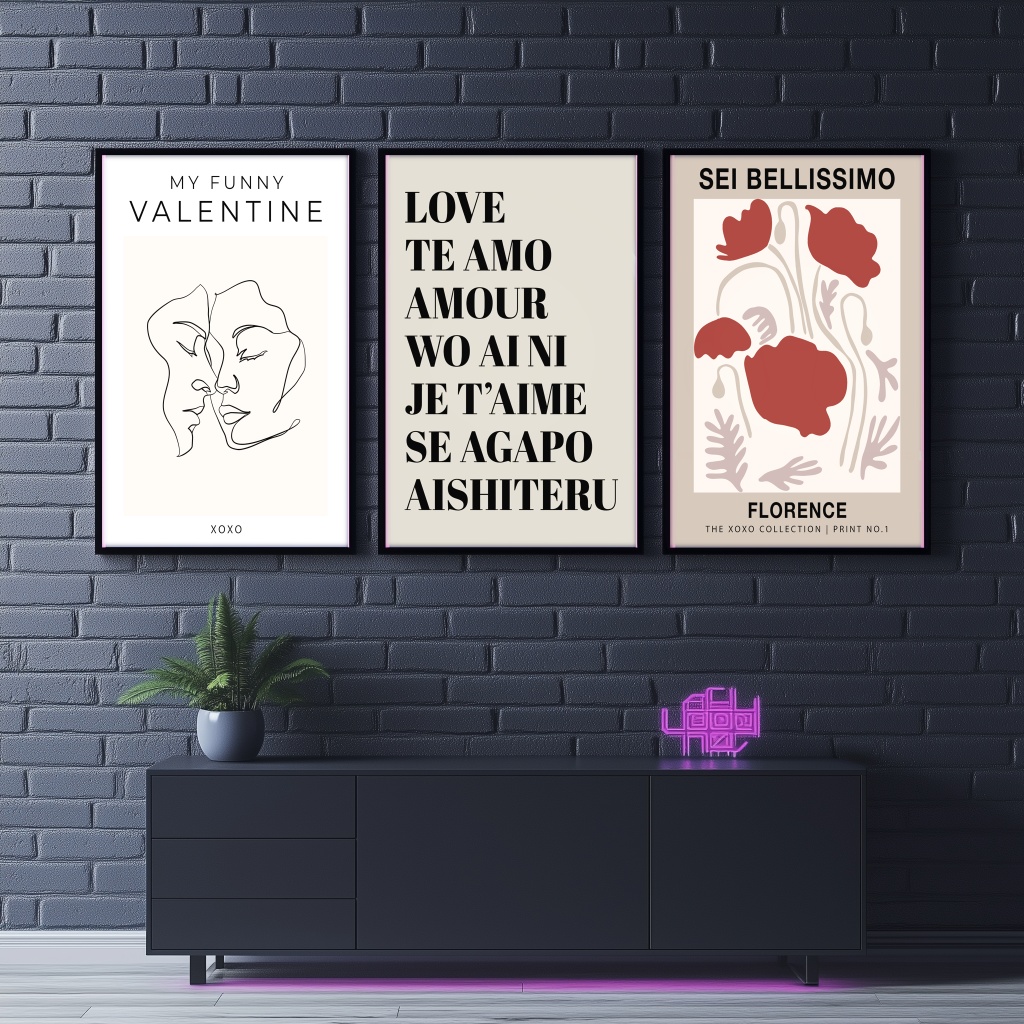 MY FUNNY
VALENTINE
XOXO
LOVE
TE AMO
AMOUR
WO AI NI
JE T’AIME
SE AGAPO
AISHITERU
SEI BELLISSIMO
FLORENCE
THE XOXO COLLECTION | PRINT NO.1